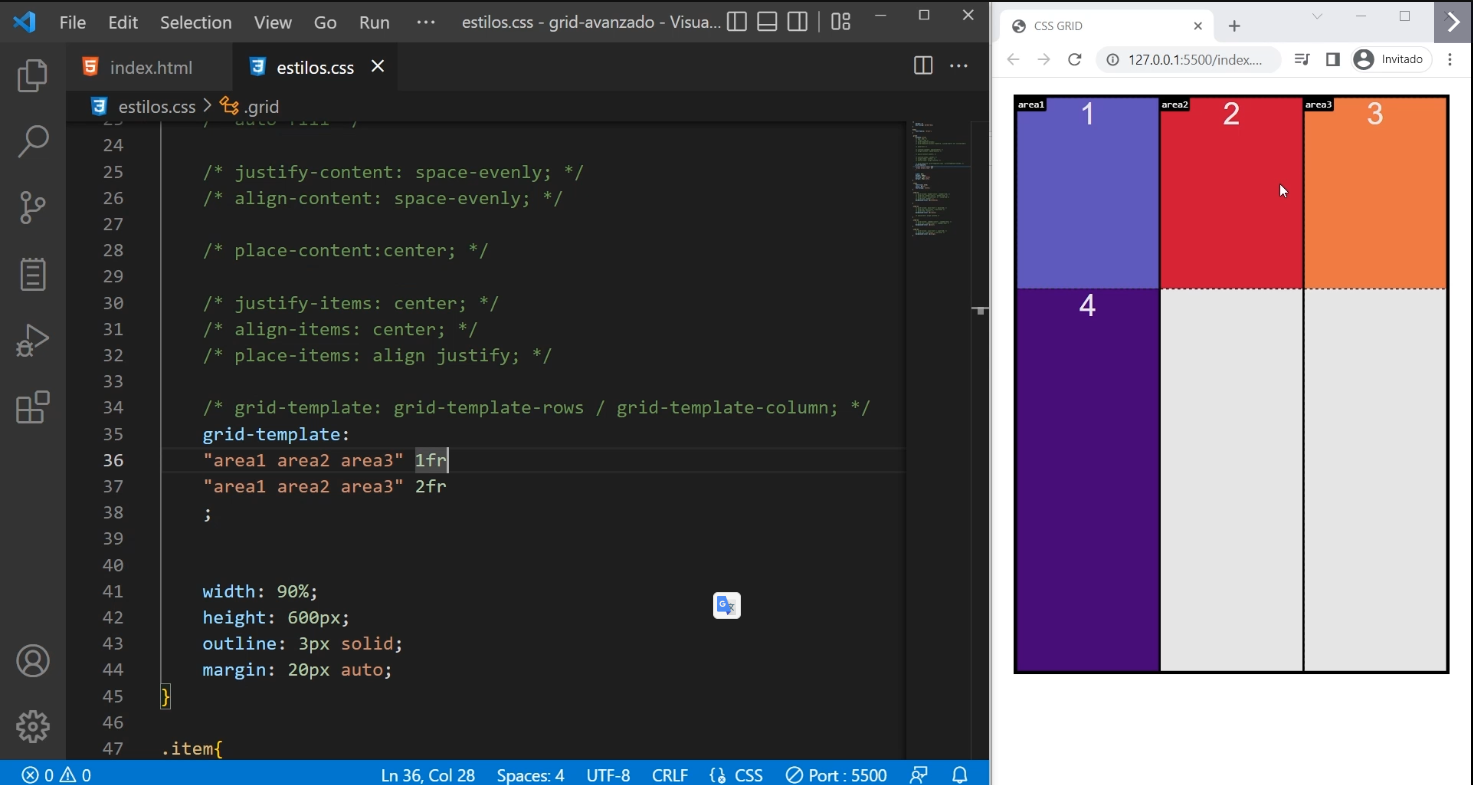 File Edit Selection View Go Run ··· estilos.css - grid-avanzado - Visua...
index.html estilos.css
estilos.css > .grid
24
25 /* justify-content: space-evenly; */
26 /* align-content: space-evenly; */
27
28 /* place-content:center; */
29
30 /* justify-items: center; */
31 /* align-items: center; */
32 /* place-items: align justify; */
33
34 /* grid-template: grid-template-rows / grid-template-column; */
35 grid-template:
36 "area1 area2 area3" 1fr
37 "area1 area2 area3" 2fr
38 ;
39
40
41 width: 90%;
42 height: 600px;
43 outline: 3px solid;
44 margin: 20px auto;
45 }
46
47 .item{
0 0 Ln 36, Col 28 Spaces: 4 UTF-8 CRLF CSS Port : 5500
CSS GRID
127.0.0.1:5500/index.... Invitado
area1 1 area2 2 area3 3
4